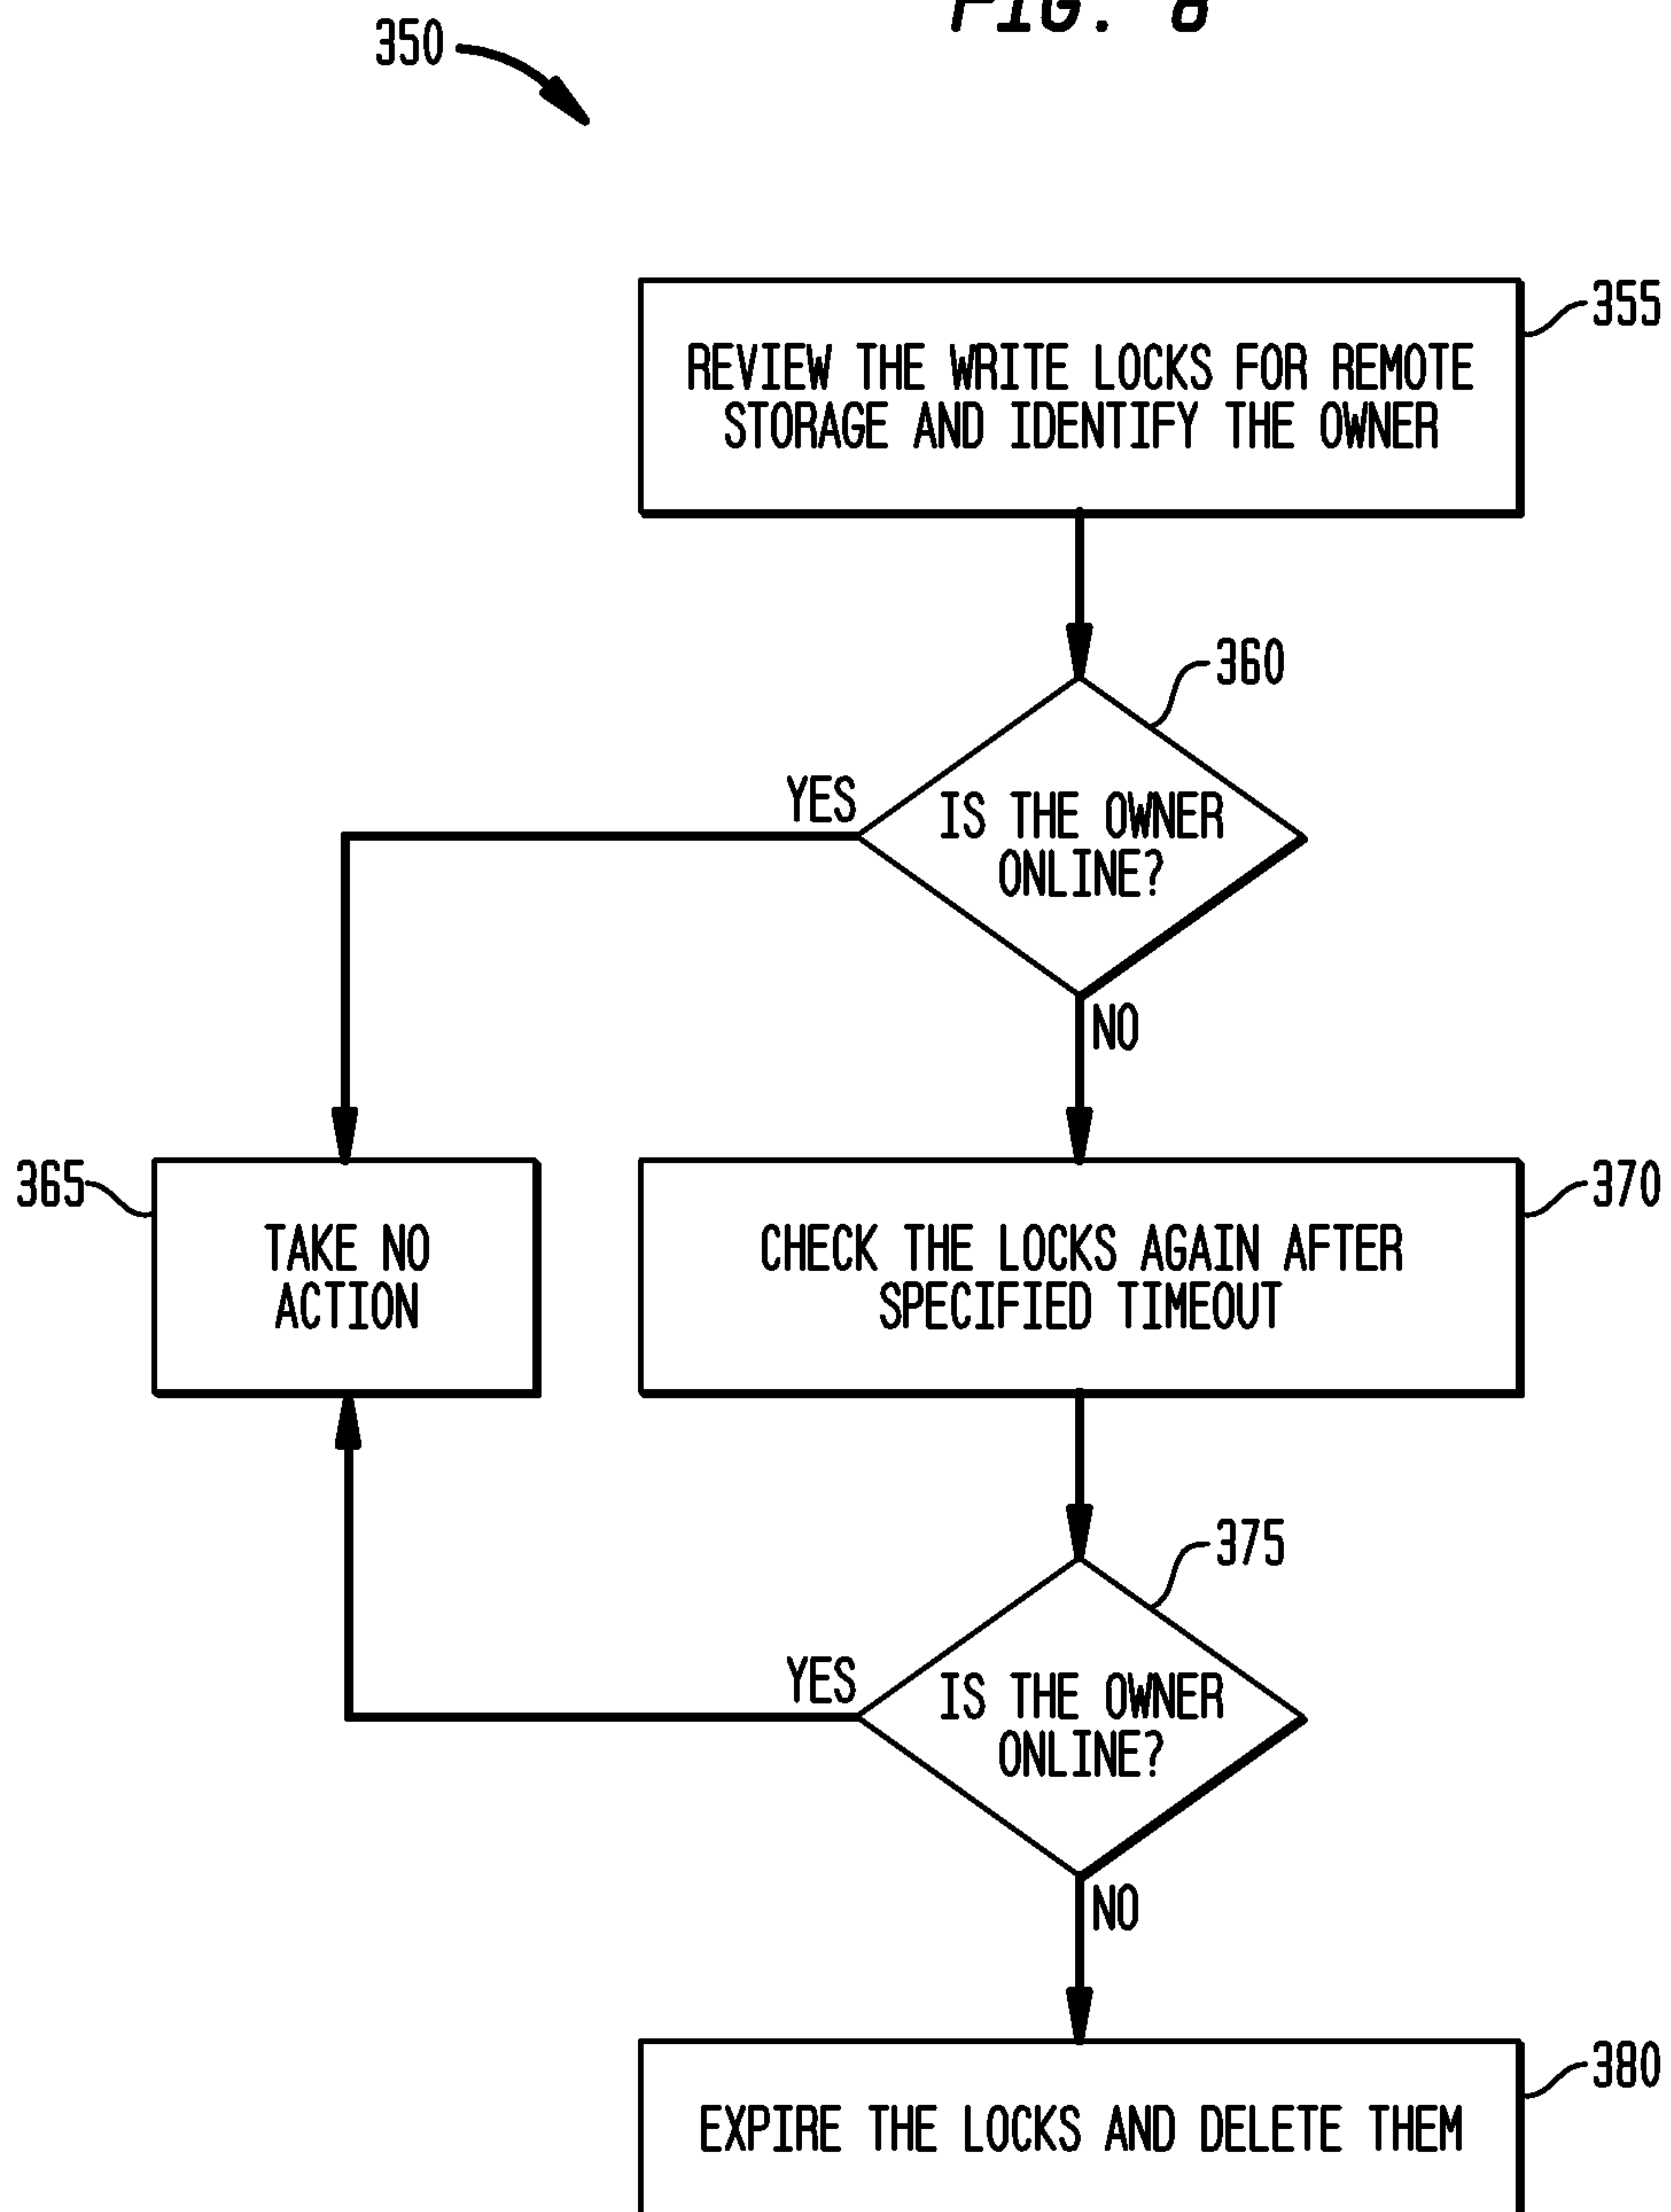 FIG. 8
350
355
REVIEW THE WRITE LOCKS FOR REMOTE
STORAGE AND IDENTIFY THE OWNER
360
YES
IS THE OWNER
ONLINE?
NO
365
TAKE NO
ACTION
370
CHECK THE LOCKS AGAIN AFTER
SPECIFIED TIMEOUT
375
YES
IS THE OWNER
ONLINE?
NO
380
EXPIRE THE LOCKS AND DELETE THEM